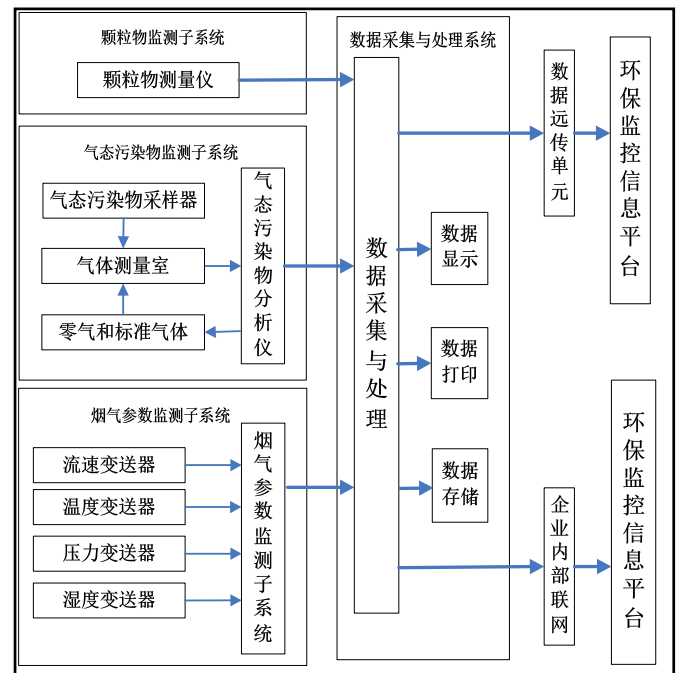 颗粒物监测子系统
颗粒物测量仪
气态污染物监测子系统
气态污染物采样器
气体测量室
零气和标准气体
气态污染物分析仪
烟气参数监测子系统
流速变送器
温度变送器
压力变送器
湿度变送器
烟气参数监测子系统
数据采集与处理系统
数据采集与处理
数据
显示
数据
打印
数据
存储
数据远传单元
环保监控信息平台
企业内部联网
环保监控信息平台